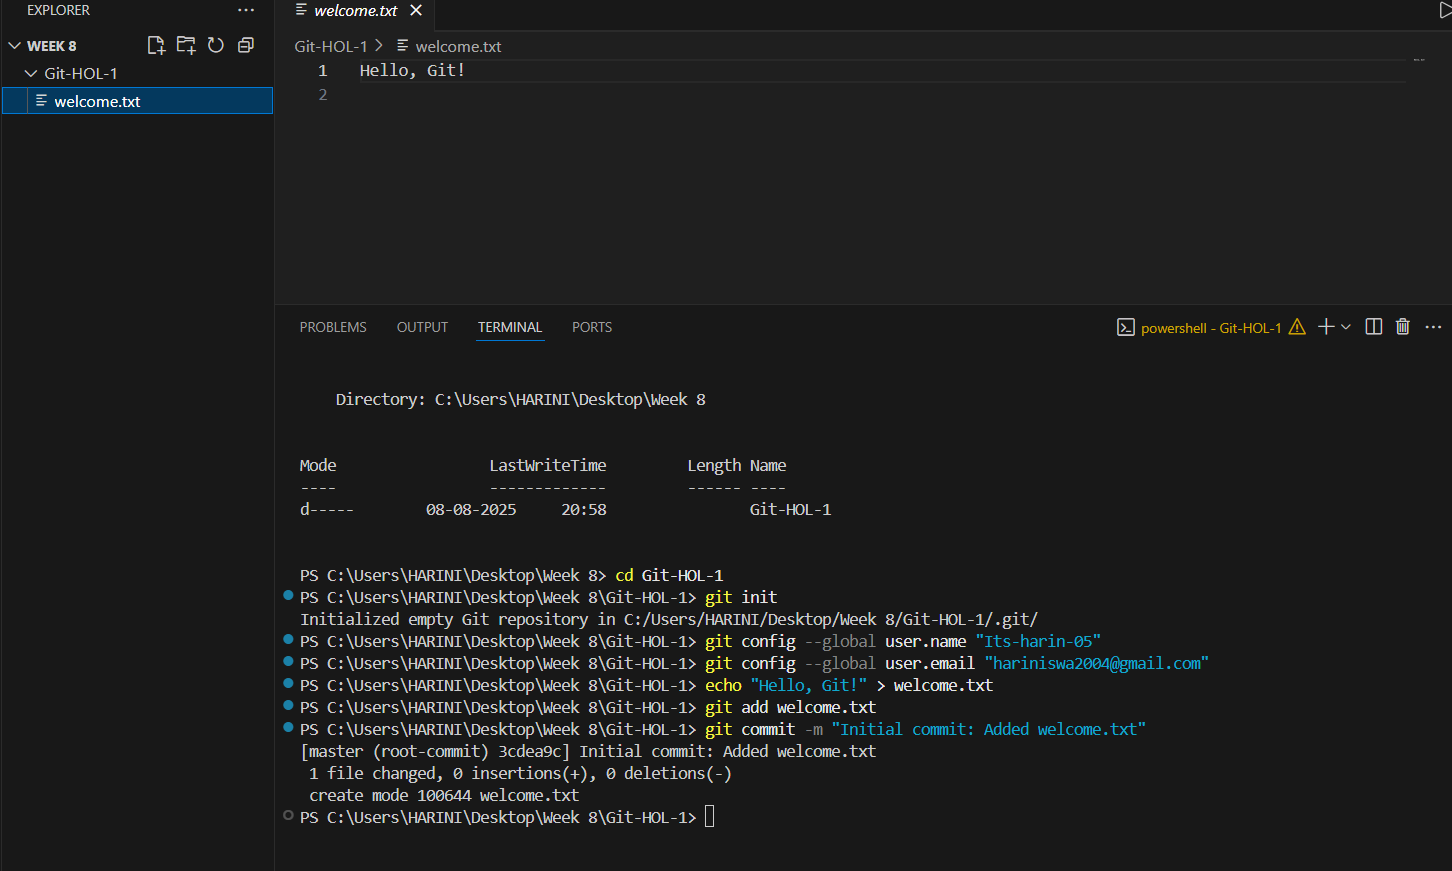 EXPLORER
welcome.txt
WEEK 8
Git-HOL-1
welcome.txt
Git-HOL-1 > welcome.txt
1 Hello, Git!
2
PROBLEMS OUTPUT TERMINAL PORTS
powershell - Git-HOL-1
Directory: C:\Users\HARINI\Desktop\Week 8
Mode LastWriteTime Length Name
---- ------------- ------ ----
d----- 08-08-2025 20:58 Git-HOL-1
PS C:\Users\HARINI\Desktop\Week 8> cd Git-HOL-1
PS C:\Users\HARINI\Desktop\Week 8\Git-HOL-1> git init
Initialized empty Git repository in C:/Users/HARINI/Desktop/Week 8/Git-HOL-1/.git/
PS C:\Users\HARINI\Desktop\Week 8\Git-HOL-1> git config --global user.name "Its-harin-05"
PS C:\Users\HARINI\Desktop\Week 8\Git-HOL-1> git config --global user.email "hariniswa2004@gmail.com"
PS C:\Users\HARINI\Desktop\Week 8\Git-HOL-1> echo "Hello, Git!" > welcome.txt
PS C:\Users\HARINI\Desktop\Week 8\Git-HOL-1> git add welcome.txt
PS C:\Users\HARINI\Desktop\Week 8\Git-HOL-1> git commit -m "Initial commit: Added welcome.txt"
[master (root-commit) 3cdea9c] Initial commit: Added welcome.txt
1 file changed, 0 insertions(+), 0 deletions(-)
create mode 100644 welcome.txt
PS C:\Users\HARINI\Desktop\Week 8\Git-HOL-1>